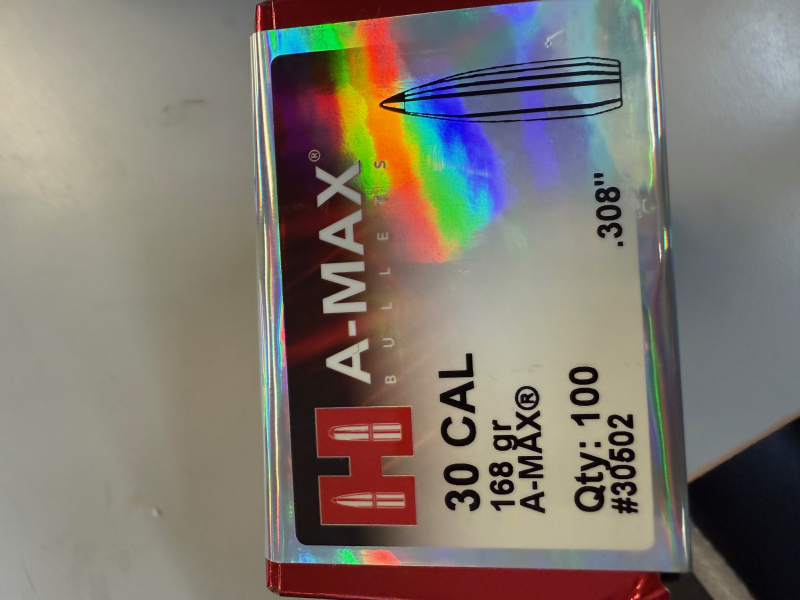 A-MAX®
BULLETS
30 CAL
168 gr
A-MAX®
Qty: 100
#30502
.308"